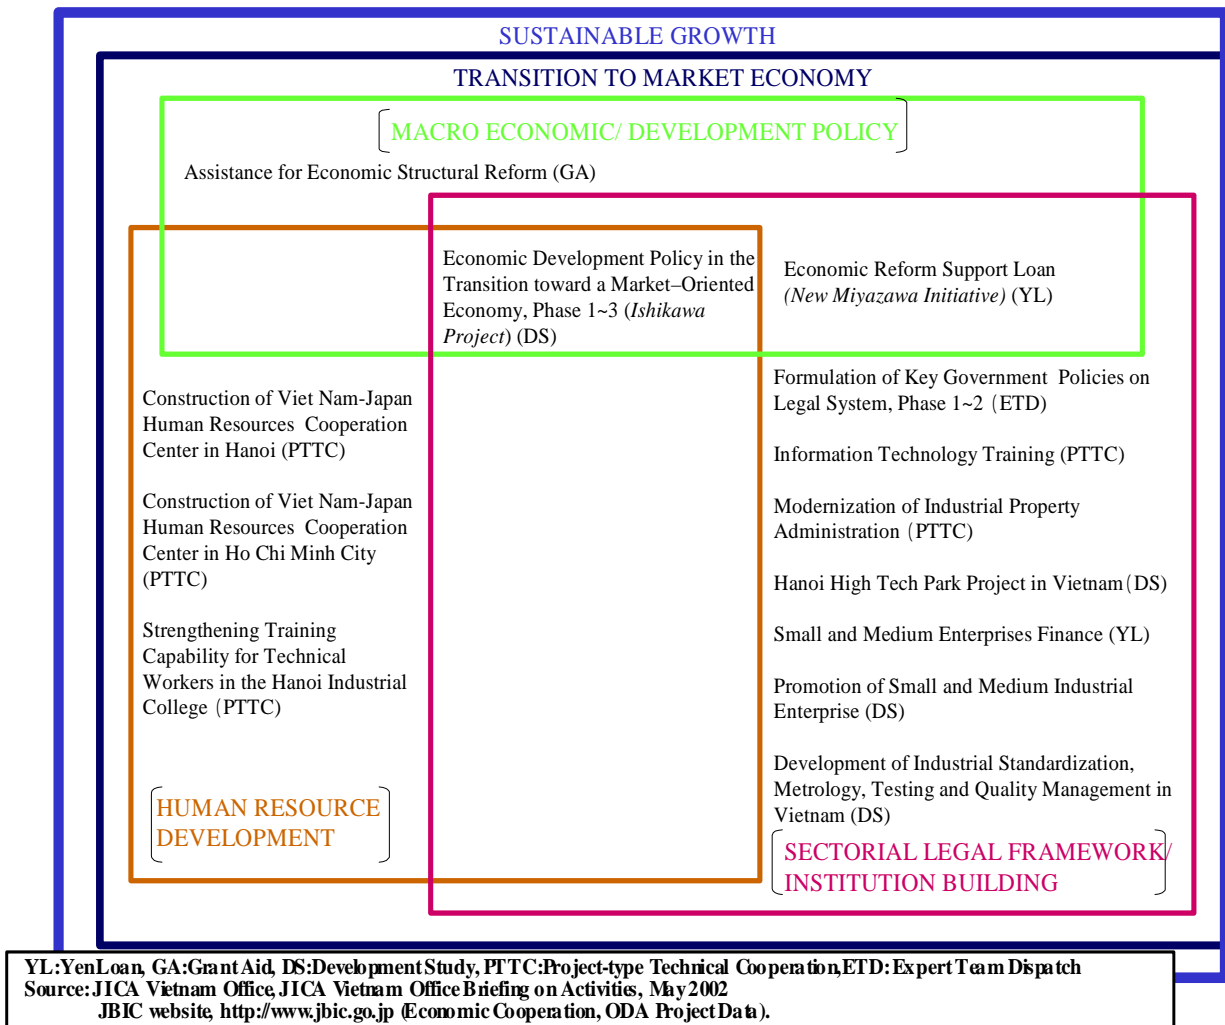 SUSTAINABLE GROWTH
TRANSITION TO MARKET ECONOMY
MACRO ECONOMIC/ DEVELOPMENT POLICY
Assistance for Economic Structural Reform (GA)
Economic Development Policy in the
Transition toward a Market–Oriented
Economy, Phase 1~3 (Ishikawa
Project) (DS)
Economic Reform Support Loan
(New Miyazawa Initiative) (YL)
Construction of Viet Nam-Japan
Human Resources Cooperation
Center in Hanoi (PTTC)
Construction of Viet Nam-Japan
Human Resources Cooperation
Center in Ho Chi Minh City
(PTTC)
Strengthening Training
Capability for Technical
Workers in the Hanoi Industrial
College (PTTC)
HUMAN RESOURCE
DEVELOPMENT
Formulation of Key Government Policies on
Legal System, Phase 1~2 (ETD)
Information Technology Training (PTTC)
Modernization of Industrial Property
Administration (PTTC)
Hanoi High Tech Park Project in Vietnam (DS)
Small and Medium Enterprises Finance (YL)
Promotion of Small and Medium Industrial
Enterprise (DS)
Development of Industrial Standardization,
Metrology, Testing and Quality Management in
Vietnam (DS)
SECTORIAL LEGAL FRAMEWORK/
INSTITUTION BUILDING
YL:Yen Loan, GA:Grant Aid, DS:Development Study, PTTC:Project-type Technical Cooperation,ETD: Expert Team Dispatch
Source: JICA Vietnam Office, JICA Vietnam Office Briefing on Activities, May 2002
JBIC website, http://www.jbic.go.jp (Economic Cooperation, ODA Project Data).